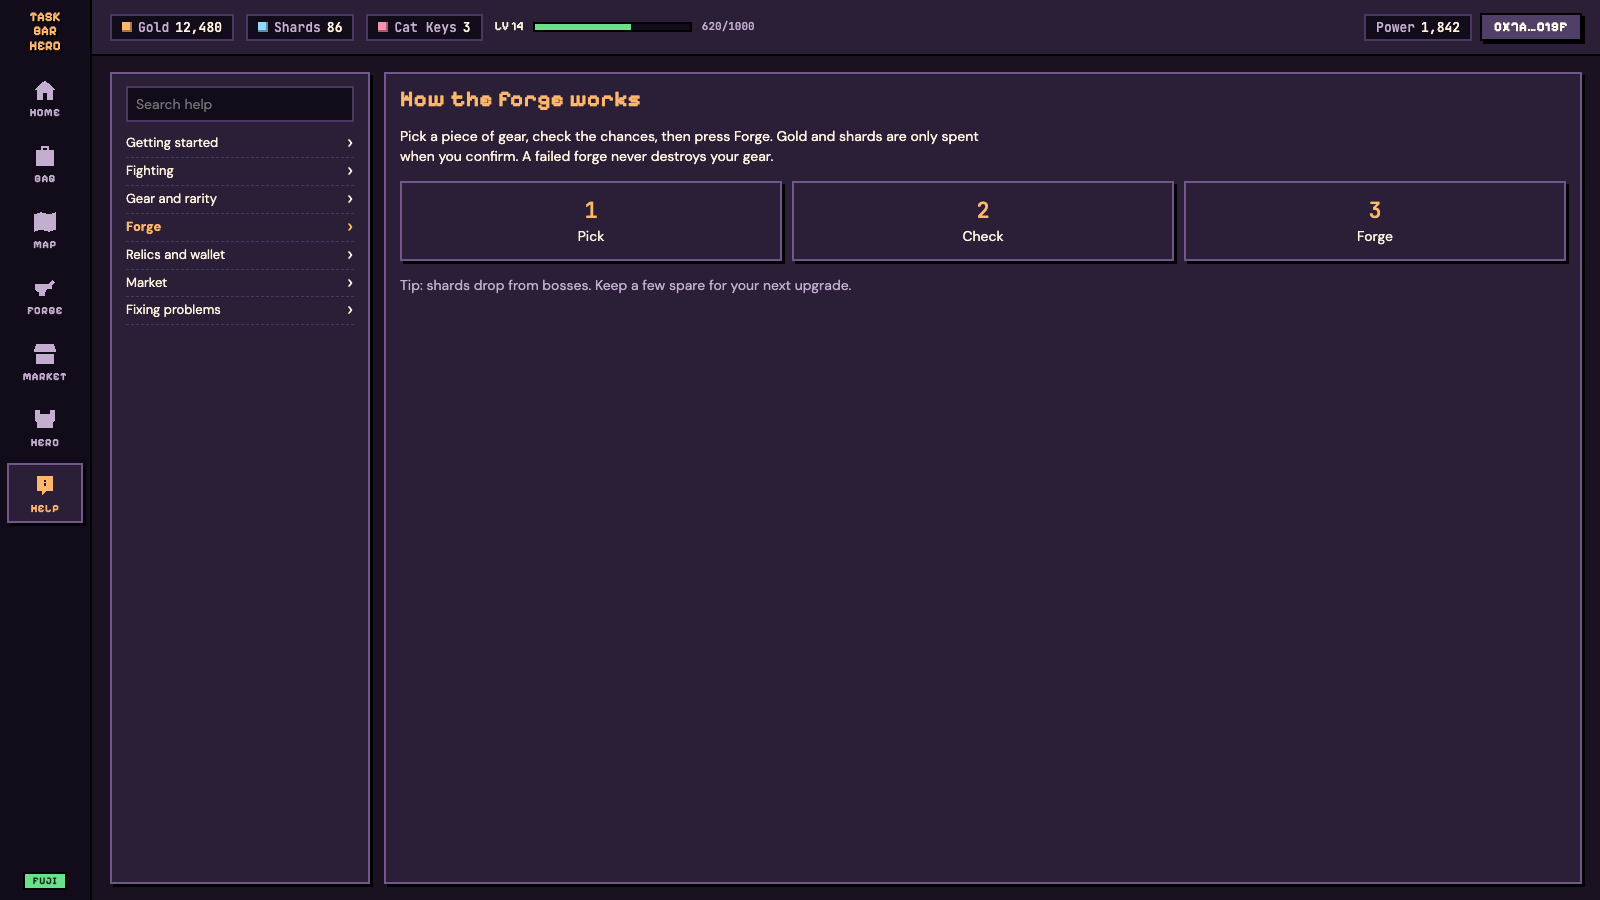 TASK
BAR
HERO
HOME
BAG
MAP
FORGE
MARKET
HERO
HELP
FUJI
Gold 12,480
Shards 86
Cat Keys 3
LV 14
620/1000
Power 1,842
0X7A…019F
Search help
Getting started ›
Fighting ›
Gear and rarity ›
Forge ›
Relics and wallet ›
Market ›
Fixing problems ›
How the Forge works
Pick a piece of gear, check the chances, then press Forge. Gold and shards are only spent
when you confirm. A failed forge never destroys your gear.
1
Pick
2
Check
3
Forge
Tip: shards drop from bosses. Keep a few spare for your next upgrade.